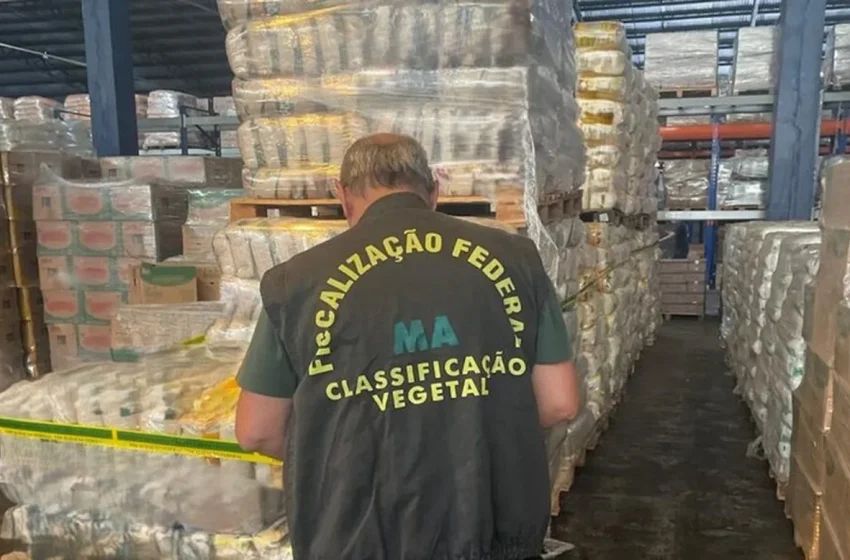 FISCALIZAÇÃO FEDERAL
MA
CLASSIFICAÇÃO
VEGETAL